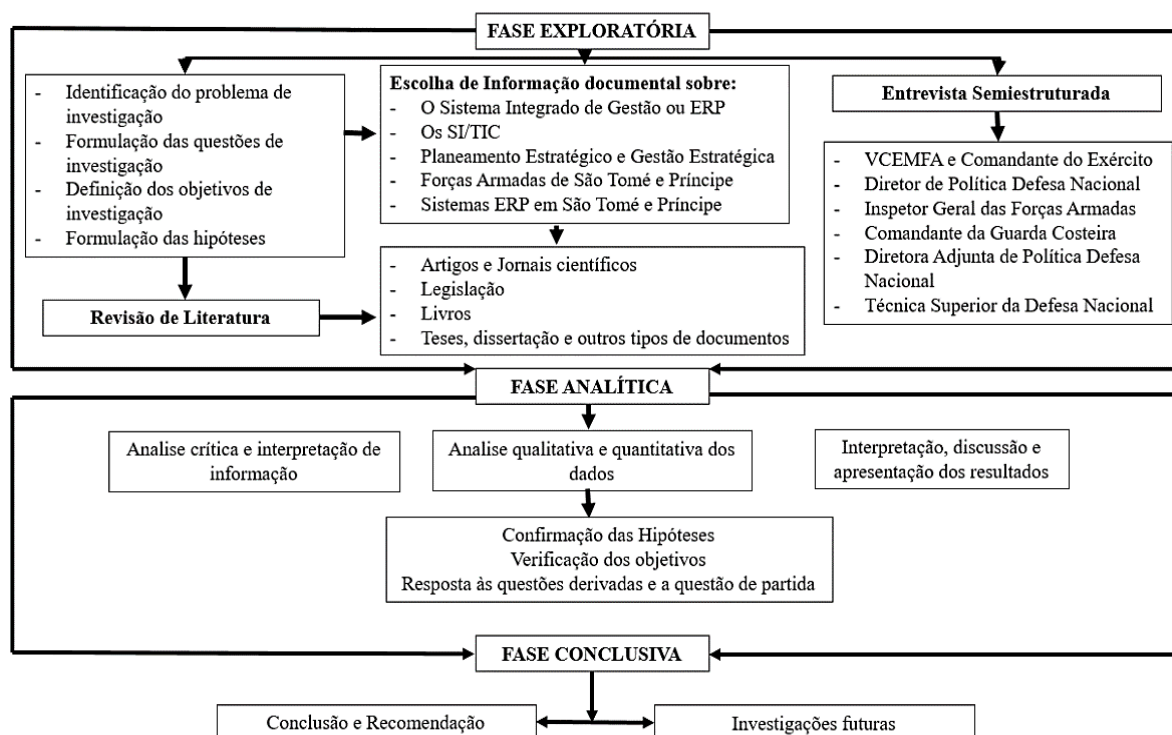 FASE EXPLORATÓRIA
- Identificação do problema de
investigação
- Formulação das questões de
investigação
- Definição dos objetivos de
investigação
- Formulação das hipóteses
Revisão de Literatura
Escolha de Informação documental sobre:
- O Sistema Integrado de Gestão ou ERP
- Os SI/TIC
- Planeamento Estratégico e Gestão Estratégica
- Forças Armadas de São Tomé e Príncipe
- Sistemas ERP em São Tomé e Príncipe
- Artigos e Jornais científicos
- Legislação
- Livros
- Teses, dissertação e outros tipos de documentos
Entrevista Semiestruturada
- VCEMFA e Comandante do Exército
- Diretor de Política Defesa Nacional
- Inspetor Geral das Forças Armadas
- Comandante da Guarda Costeira
- Diretora Adjunta de Política Defesa
Nacional
- Técnica Superior da Defesa Nacional
FASE ANALÍTICA
Analise crítica e interpretação de
informação
Analise qualitativa e quantitativa dos
dados
Interpretação, discussão e
apresentação dos resultados
Confirmação das Hipóteses
Verificação dos objetivos
Resposta às questões derivadas e a questão de partida
FASE CONCLUSIVA
Conclusão e Recomendação
Investigações futuras